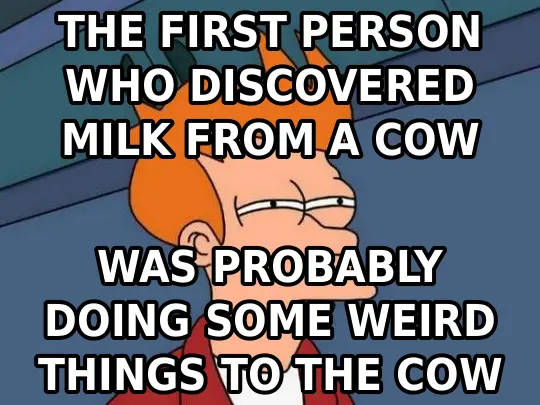 THE FIRST PERSON
WHO DISCOVERED
MILK FROM A COW
WAS PROBABLY
DOING SOME WEIRD
THINGS TO THE COW